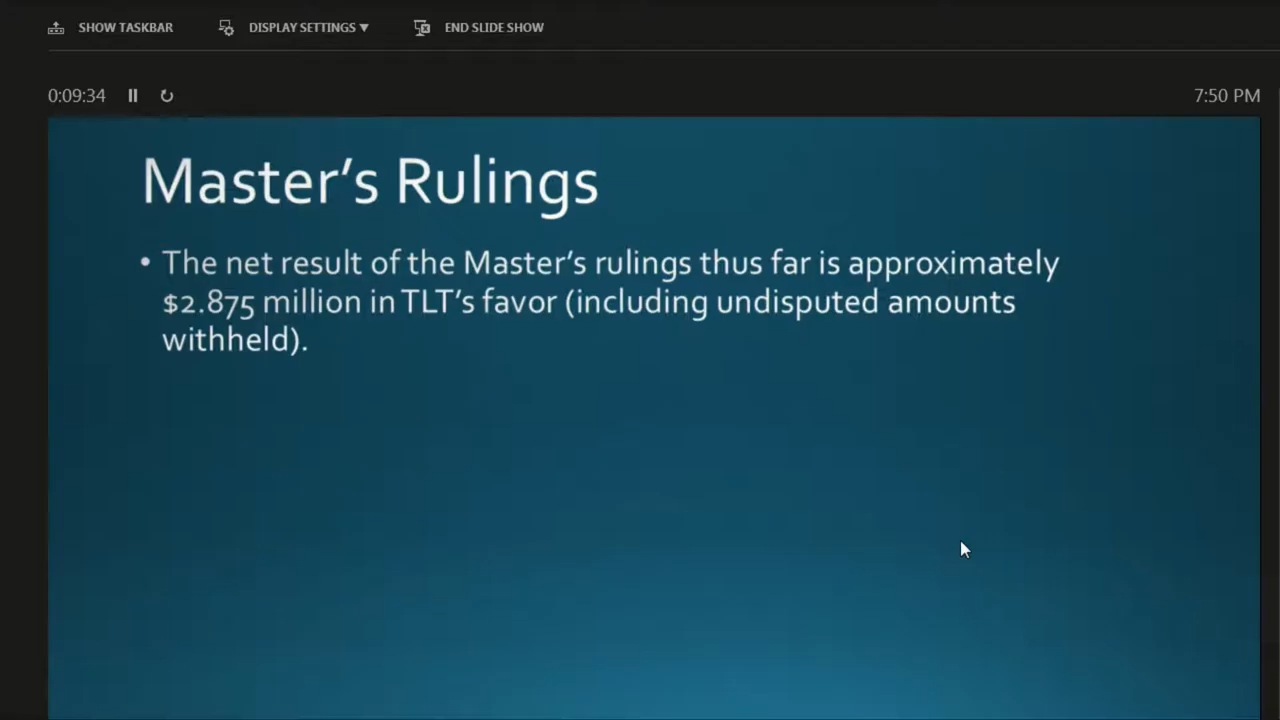 SHOW TASKBAR DISPLAY SETTINGS ▼ END SLIDE SHOW
0:09:34 7:50 PM
Master’s Rulings
• The net result of the Master’s rulings thus far is approximately
$2.875 million in TLT’s favor (including undisputed amounts
withheld).